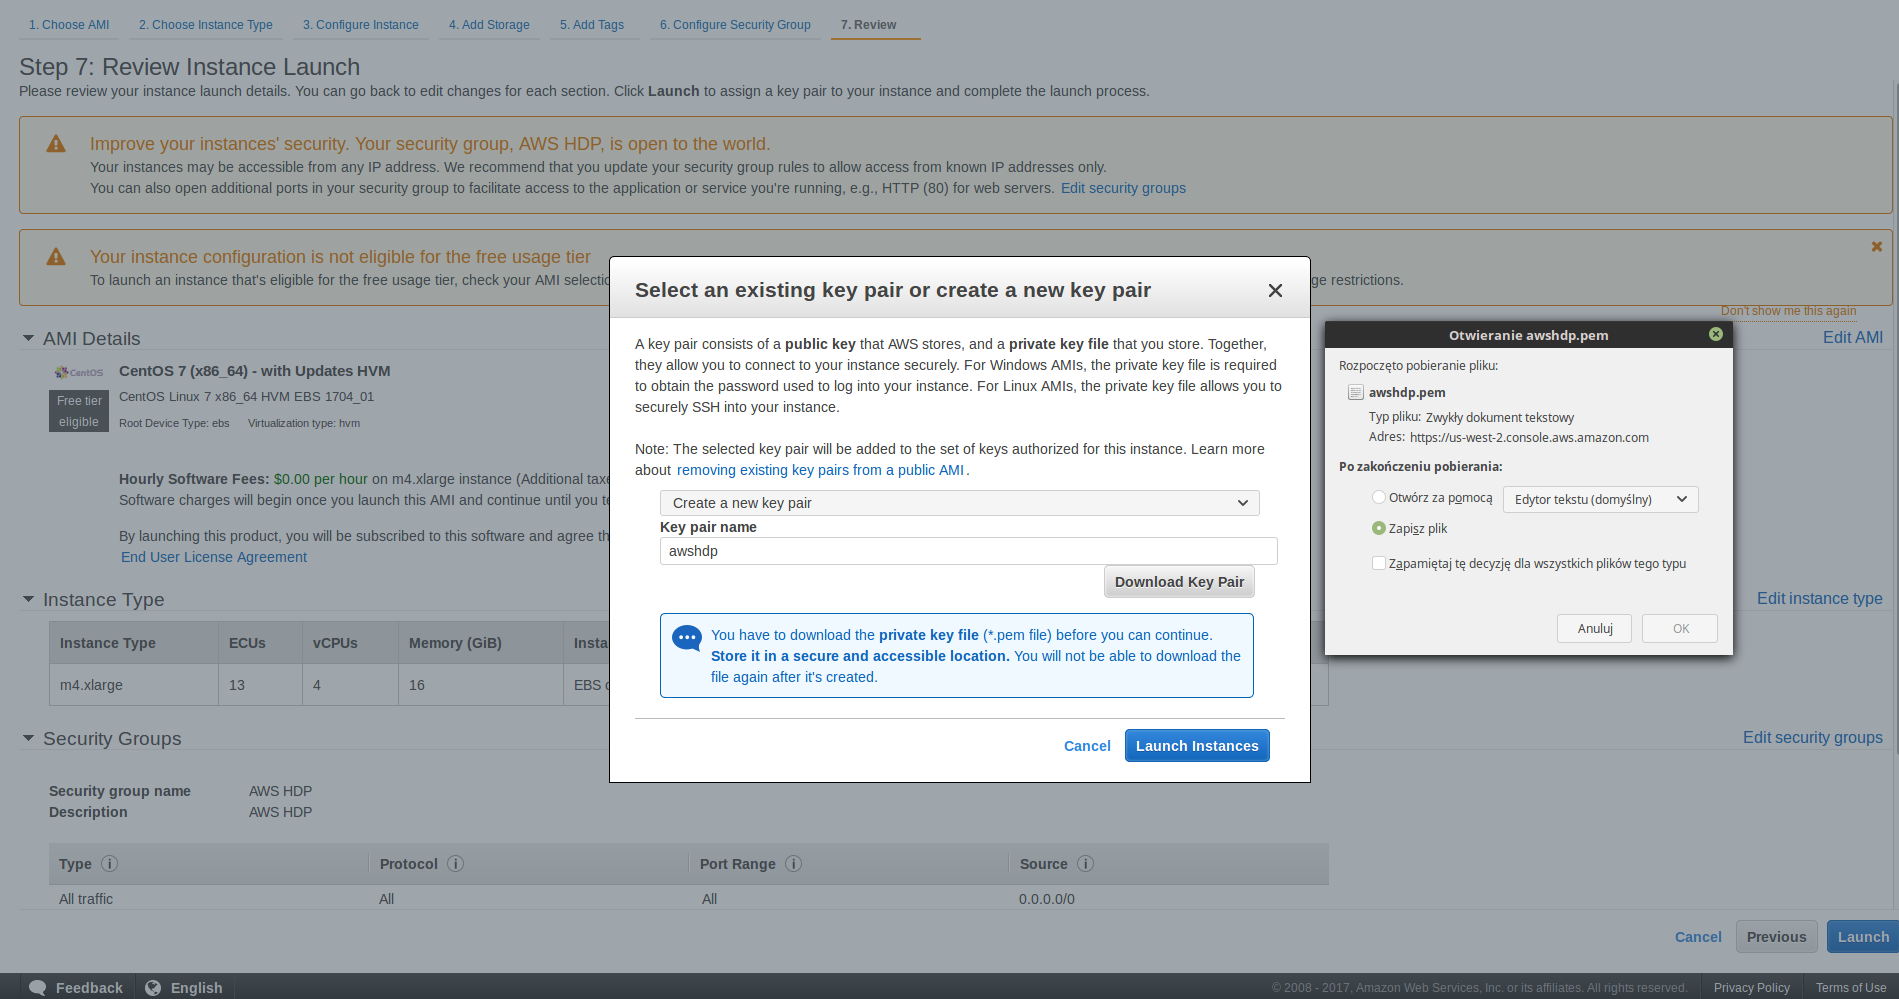 1. Choose AMI
2. Choose Instance Type
3. Configure Instance
4. Add Storage
5. Add Tags
6. Configure Security Group
7. Review
Step 7: Review Instance Launch
Please review your instance launch details. You can go back to edit changes for each section. Click Launch to assign a key pair to your instance and complete the launch process.
Improve your instances' security. Your security group, AWS HDP, is open to the world.
Your instances may be accessible from any IP address. We recommend that you update your security group rules to allow access from known IP addresses only.
You can also open additional ports in your security group to facilitate access to the application or service you're running, e.g., HTTP (80) for web servers. Edit security groups
Your instance configuration is not eligible for the free usage tier
To launch an instance that's eligible for the free usage tier, check your AMI selectio
ge restrictions.
Don't show me this again
AMI Details
Edit AMI
CentOS
Free tier
eligible
CentOS 7 (x86_64) - with Updates HVM
CentOS Linux 7 x86_64 HVM EBS 1704_01
Root Device Type: ebs Virtualization type: hvm
Hourly Software Fees: $0.00 per hour on m4.xlarge instance (Additional taxe
Software charges will begin once you launch this AMI and continue until you te
By launching this product, you will be subscribed to this software and agree th
End User License Agreement
Instance Type
Edit instance type
Instance Type ECUs vCPUs Memory (GiB) Insta
m4.xlarge 13 4 16 EBS o
Security Groups
Edit security groups
Security group name AWS HDP
Description AWS HDP
Type Protocol Port Range Source
All traffic All All 0.0.0.0/0
Cancel Previous Launch
Select an existing key pair or create a new key pair
A key pair consists of a public key that AWS stores, and a private key file that you store. Together,
they allow you to connect to your instance securely. For Windows AMIs, the private key file is required
to obtain the password used to log into your instance. For Linux AMIs, the private key file allows you to
securely SSH into your instance.
Note: The selected key pair will be added to the set of keys authorized for this instance. Learn more
about removing existing key pairs from a public AMI.
Create a new key pair
Key pair name
awshdp
Download Key Pair
You have to download the private key file (*.pem file) before you can continue.
Store it in a secure and accessible location. You will not be able to download the
file again after it's created.
Cancel Launch Instances
Otwieranie awshdp.pem
Rozpoczęto pobieranie pliku:
awshdp.pem
Typ pliku: Zwykły dokument tekstowy
Adres: https://us-west-2.console.aws.amazon.com
Po zakończeniu pobierania:
Otwórz za pomocą Edytor tekstu (domyślny)
Zapisz plik
Zapamiętaj tę decyzję dla wszystkich plików tego typu
Anuluj OK
Feedback English
© 2008 - 2017, Amazon Web Services, Inc. or its affiliates. All rights reserved. Privacy Policy Terms of Use